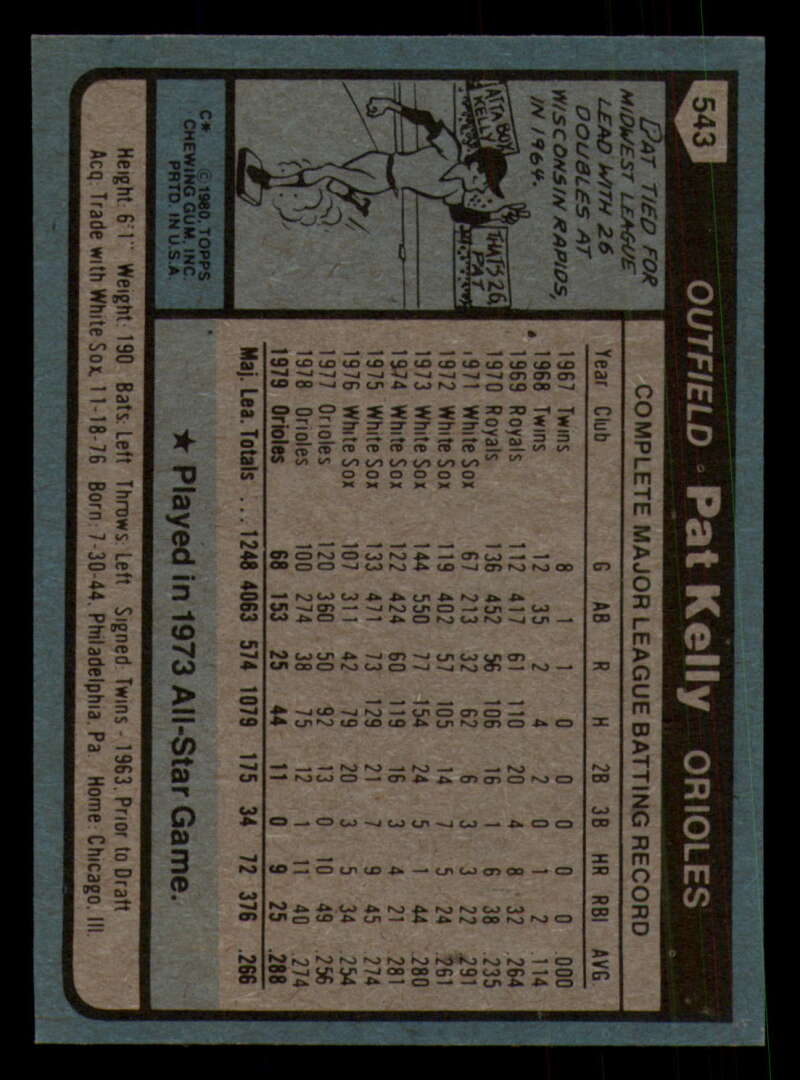 543
OUTFIELD • Pat Kelly ORIOLES
PAT TIED FOR
MIDWEST LEAGUE
LEAD WITH 26
DOUBLES AT
WISCONSIN RAPIDS,
IN 1964.
ATTA BOY
KELLY
THAT'S 26,
PAT
C* © 1980 TOPPS
CHEWING GUM, INC.
PRTD. IN U.S.A.
COMPLETE MAJOR LEAGUE BATTING RECORD
Year Club G AB R H 2B 3B HR RBI AVG
1967 Twins 8 1 1 0 0 0 0 0 .000
1968 Twins 12 35 2 4 2 0 1 2 .114
1969 Royals 112 417 61 110 20 4 8 32 .264
1970 Royals 136 452 56 106 16 1 6 38 .235
1971 White Sox 67 213 32 62 6 3 3 22 .291
1972 White Sox 119 402 57 105 14 7 5 24 .261
1973 White Sox 144 550 77 154 24 5 1 44 .280
1974 White Sox 122 424 60 119 16 3 4 21 .281
1975 White Sox 133 471 73 129 21 7 9 45 .274
1976 White Sox 107 311 42 79 20 3 5 34 .254
1977 Orioles 120 360 50 92 13 0 10 49 .256
1978 Orioles 100 274 38 75 12 1 11 40 .274
1979 Orioles 68 153 25 44 11 0 9 25 .288
Maj. Lea. Totals ... 1248 4063 574 1079 175 34 72 376 .266
★ Played in 1973 All-Star Game.
Height: 6'1" Weight: 190 Bats: Left Throws: Left Signed: Twins - 1963, Prior to Draft
Acq: Trade with White Sox, 11-18-76 Born: 7-30-44, Philadelphia, Pa. Home: Chicago, Ill.